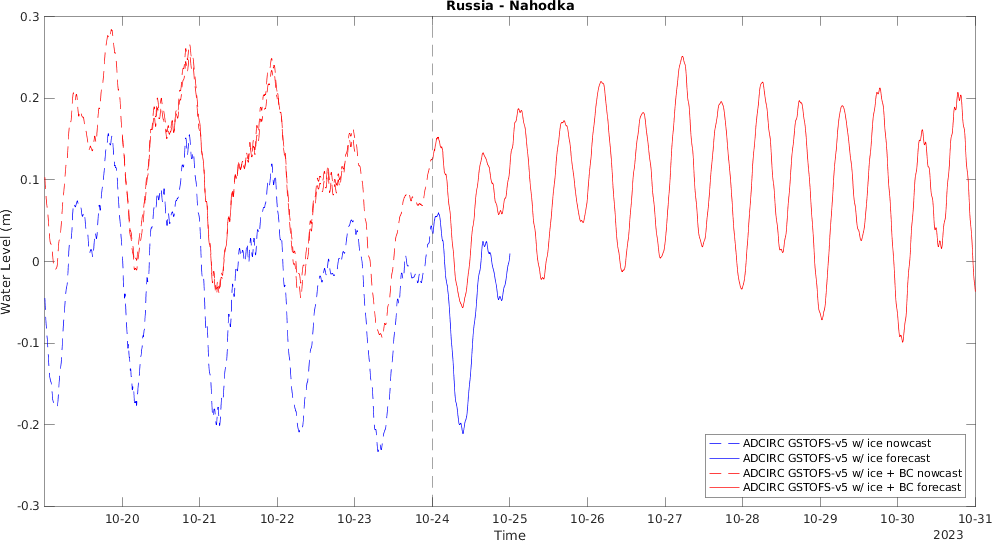 Russia - Nahodka
0.3
0.2
0.1
0
-0.1
-0.2
-0.3
Water Level (m)
10-20
10-21
10-22
10-23
10-24
10-25
10-26
10-27
10-28
10-29
10-30
10-31
Time
2023
ADCIRC GSTOFS-v5 w/ ice nowcast
ADCIRC GSTOFS-v5 w/ ice forecast
ADCIRC GSTOFS-v5 w/ ice + BC nowcast
ADCIRC GSTOFS-v5 w/ ice + BC forecast